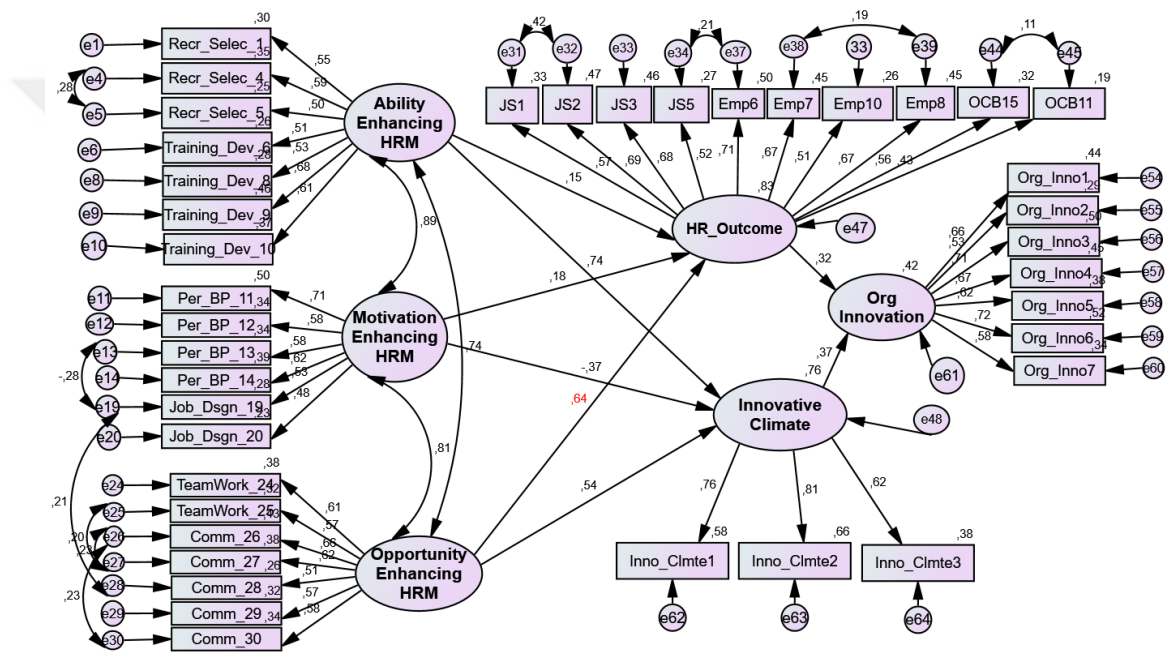 ,30
e1
Recr_Selec_1
,35
,55
e4
Recr_Selec_4
,25
,59
,28
e5
Recr_Selec_5
,26
,50
e6
Training_Dev_6
,28
,51
e8
Training_Dev_8
,46
,53
e9
Training_Dev_9
,37
,68
e10
Training_Dev_10
,61
Ability
Enhancing
HRM
,50
e11
Per_BP_11
,34
,71
e12
Per_BP_12
,34
,58
e13
Per_BP_13
,39
,58
e14
Per_BP_14
,28
,62
-,28
e19
Job_Dsgn_19
,23
,53
e20
Job_Dsgn_20
,48
Motivation
Enhancing
HRM
,38
e24
TeamWork_24
,32
,61
e25
TeamWork_25
,43
,57
e26
Comm_26
,38
,66
e27
Comm_27
,26
,62
e28
Comm_28
,32
,51
e29
Comm_29
,34
,57
e30
Comm_30
,58
,21
,20
,23
,23
Opportunity
Enhancing
HRM
,89
,74
,81
,15
,74
,18
-,37
,64
,54
,42
,21
,19
,11
e31
e32
e33
e34
e37
e38
33
e39
e44
e45
,33
,47
,46
,27
,50
,45
,26
,45
,32
,19
JS1
JS2
JS3
JS5
Emp6
Emp7
Emp10
Emp8
OCB15
OCB11
,57
,69
,68
,52
,71
,67
,51
,67
,56
,43
,83
HR_Outcome
e47
,32
,42
Org
Innovation
e61
,37
,76
Innovative
Climate
e48
,44
Org_Inno1
,29
e54
Org_Inno2
,50
e55
Org_Inno3
,45
e56
Org_Inno4
,38
e57
Org_Inno5
,52
e58
Org_Inno6
,34
e59
Org_Inno7
e60
,66
,53
,71
,67
,62
,72
,58
,76
,81
,62
,58
,66
,38
Inno_Clmte1
Inno_Clmte2
Inno_Clmte3
e62
e63
e64